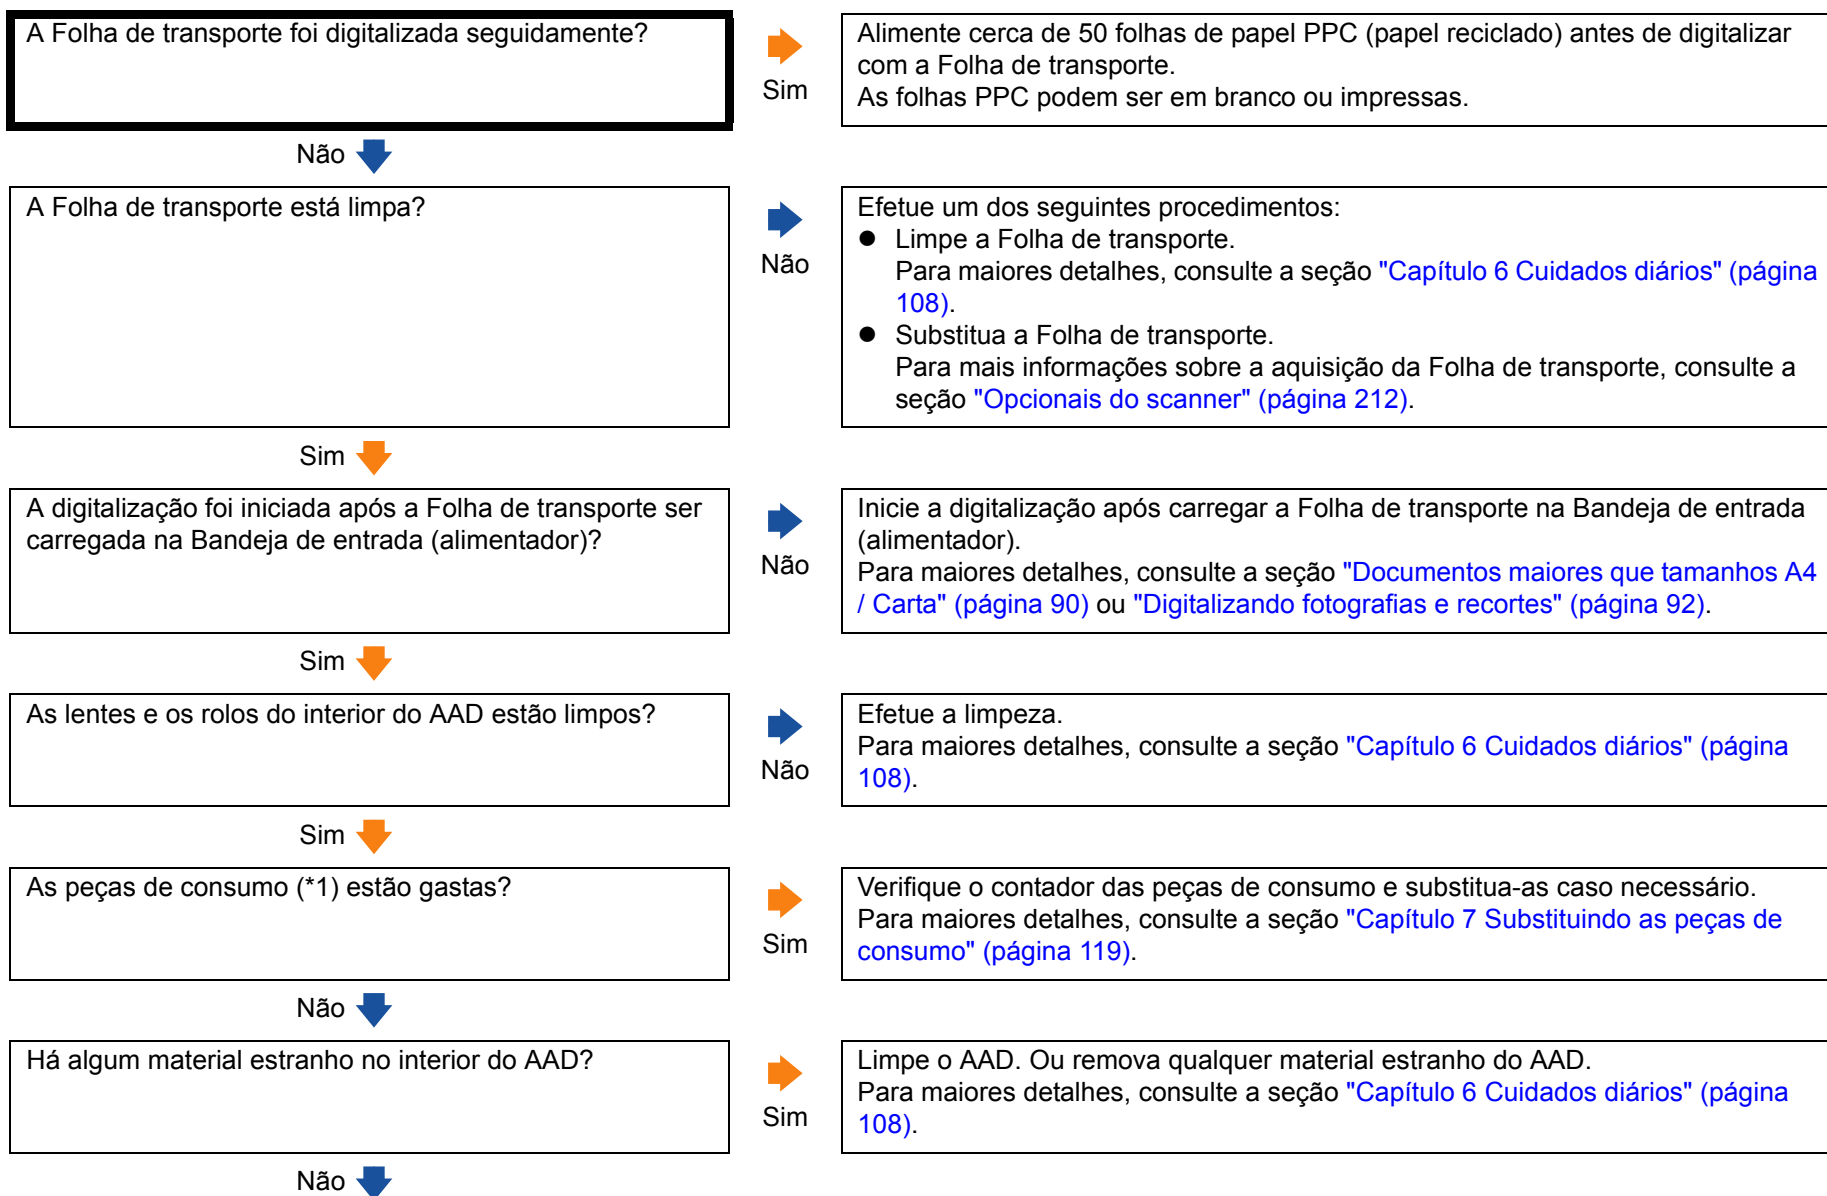 A Folha de transporte foi digitalizada seguidamente?
Sim
Alimente cerca de 50 folhas de papel PPC (papel reciclado) antes de digitalizar
com a Folha de transporte.
As folhas PPC podem ser em branco ou impressas.
Não
A Folha de transporte está limpa?
Não
Efetue um dos seguintes procedimentos:
● Limpe a Folha de transporte.
Para maiores detalhes, consulte a seção "Capítulo 6 Cuidados diários" (página
108).
● Substitua a Folha de transporte.
Para mais informações sobre a aquisição da Folha de transporte, consulte a
seção "Opcionais do scanner" (página 212).
Sim
A digitalização foi iniciada após a Folha de transporte ser
carregada na Bandeja de entrada (alimentador)?
Não
Inicie a digitalização após carregar a Folha de transporte na Bandeja de entrada
(alimentador).
Para maiores detalhes, consulte a seção "Documentos maiores que tamanhos A4
/ Carta" (página 90) ou "Digitalizando fotografias e recortes" (página 92).
Sim
As lentes e os rolos do interior do AAD estão limpos?
Não
Efetue a limpeza.
Para maiores detalhes, consulte a seção "Capítulo 6 Cuidados diários" (página
108).
Sim
As peças de consumo (*1) estão gastas?
Sim
Verifique o contador das peças de consumo e substitua-as caso necessário.
Para maiores detalhes, consulte a seção "Capítulo 7 Substituindo as peças de
consumo" (página 119).
Não
Há algum material estranho no interior do AAD?
Sim
Limpe o AAD. Ou remova qualquer material estranho do AAD.
Para maiores detalhes, consulte a seção "Capítulo 6 Cuidados diários" (página
108).
Não